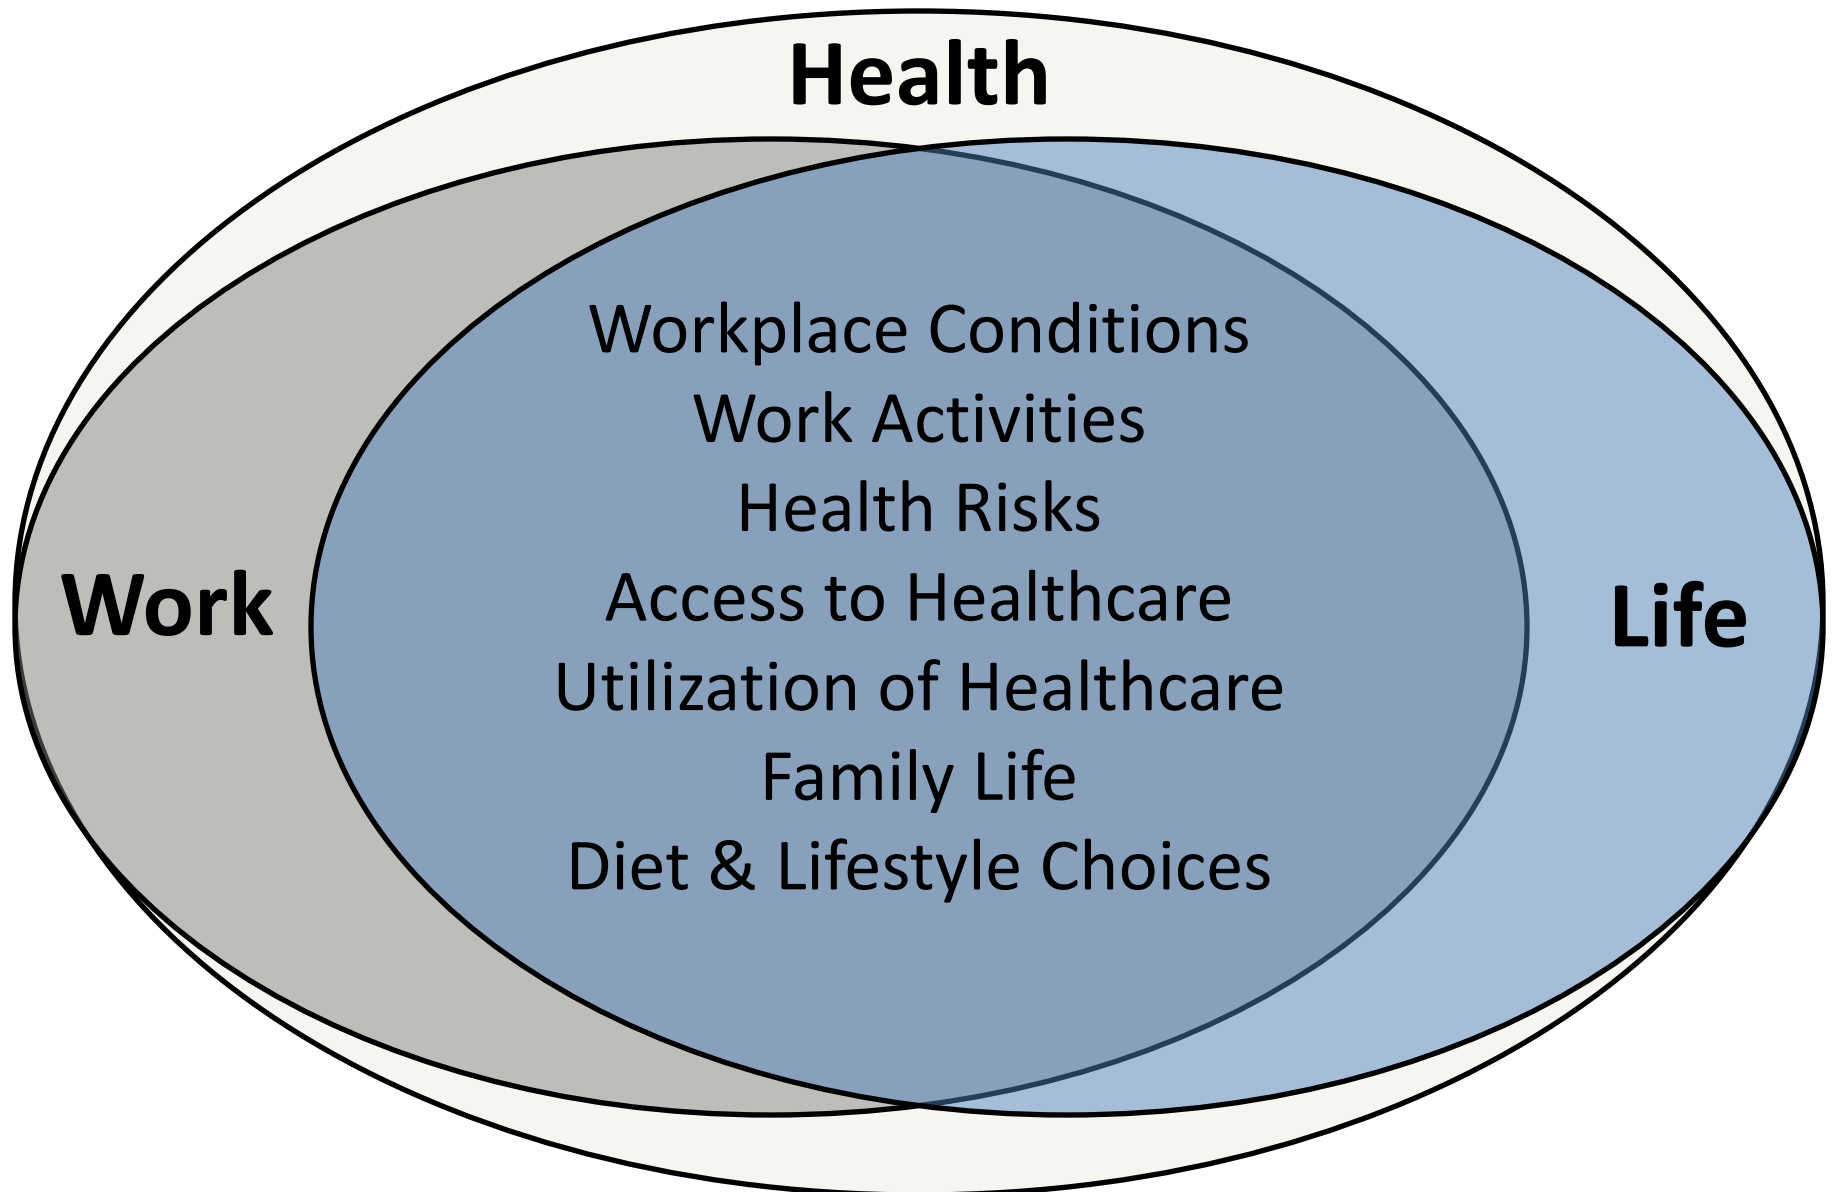 Health
Workplace Conditions
Work Activities
Health Risks
Access to Healthcare
Utilization of Healthcare
Family Life
Diet & Lifestyle Choices
Work
Life